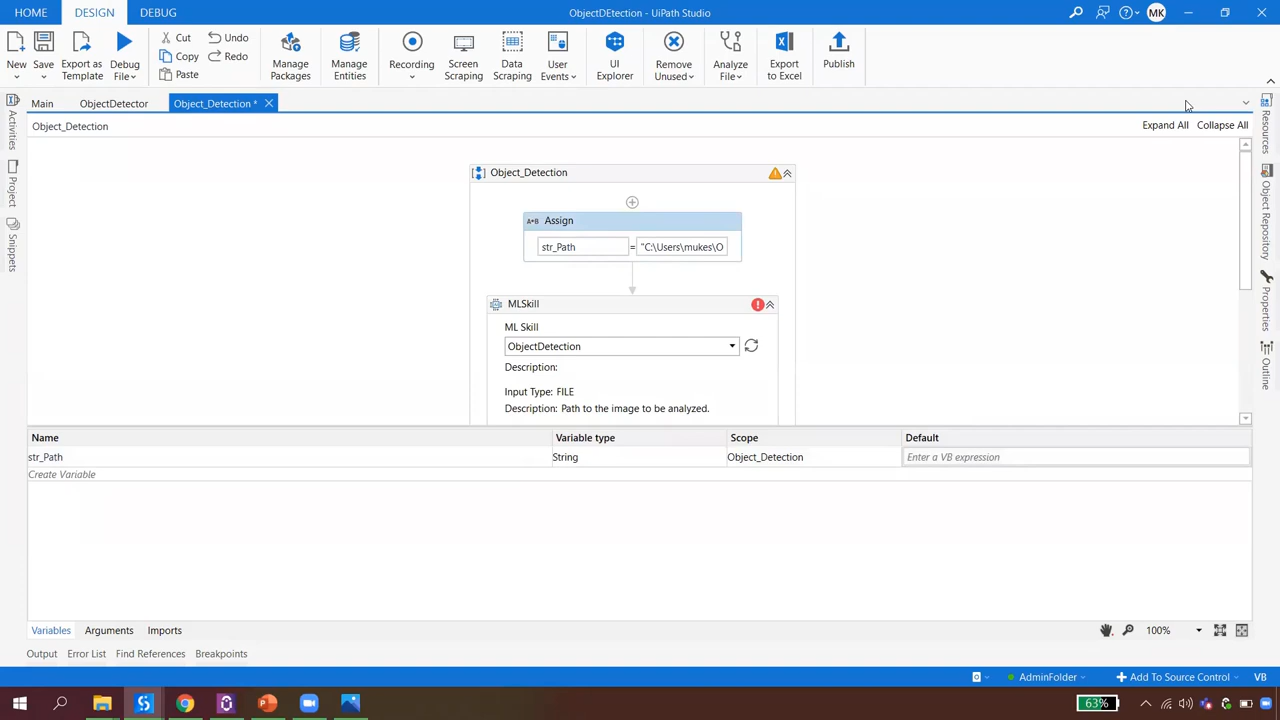 HOME
DESIGN
DEBUG
ObjectDEtection - UiPath Studio
MK
New
Save
Export as
Template
Debug
File
Cut
Copy
Paste
Undo
Redo
Manage
Packages
Manage
Entities
Recording
Screen
Scraping
Data
Scraping
User
Events
UI
Explorer
Remove
Unused
Analyze
File
Export
to Excel
Publish
Main
ObjectDetector
Object_Detection *
Object_Detection
Expand All
Collapse All
Activities
Project
Snippets
Resources
Object Repository
Properties
Outline
Object_Detection
A*B Assign
str_Path = "C:\Users\mukes\O
MLSkill
ML Skill
ObjectDetection
Description:
Input Type: FILE
Description: Path to the image to be analyzed.
Name Variable type Scope Default
str_Path String Object_Detection Enter a VB expression
Create Variable
Variables Arguments Imports
100%
Output Error List Find References Breakpoints
AdminFolder
Add To Source Control
VB
63%